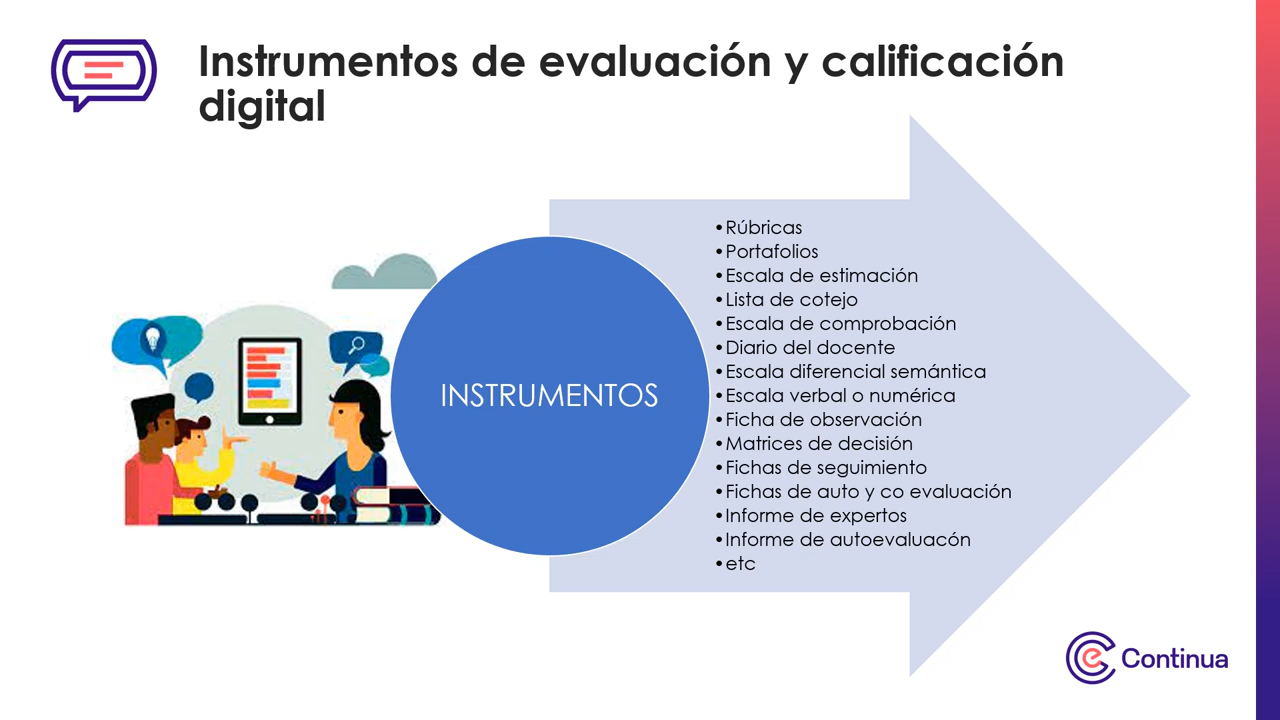 Instrumentos de evaluación y calificación
digital
INSTRUMENTOS
•Rúbricas
•Portafolios
•Escala de estimación
•Lista de cotejo
•Escala de comprobación
•Diario del docente
•Escala diferencial semántica
•Escala verbal o numérica
•Ficha de observación
•Matrices de decisión
•Fichas de seguimiento
•Fichas de auto y co evaluación
•Informe de expertos
•Informe de autoevaluacón
•etc
Continua